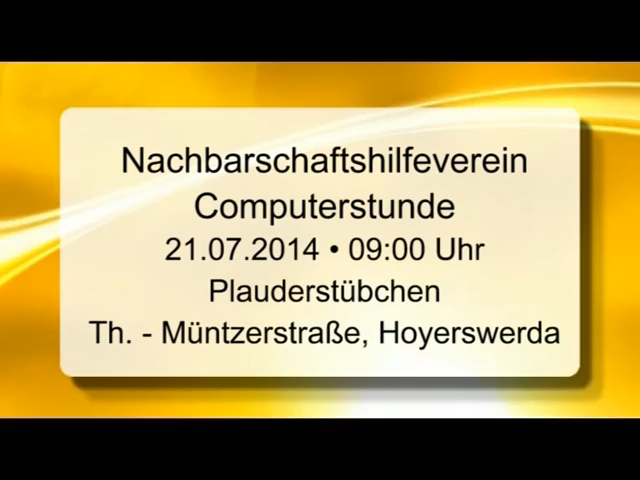 Nachbarschaftshilfeverein
Computerstunde
21.07.2014 • 09:00 Uhr
Plauderstübchen
Th. - Müntzerstraße, Hoyerswerda